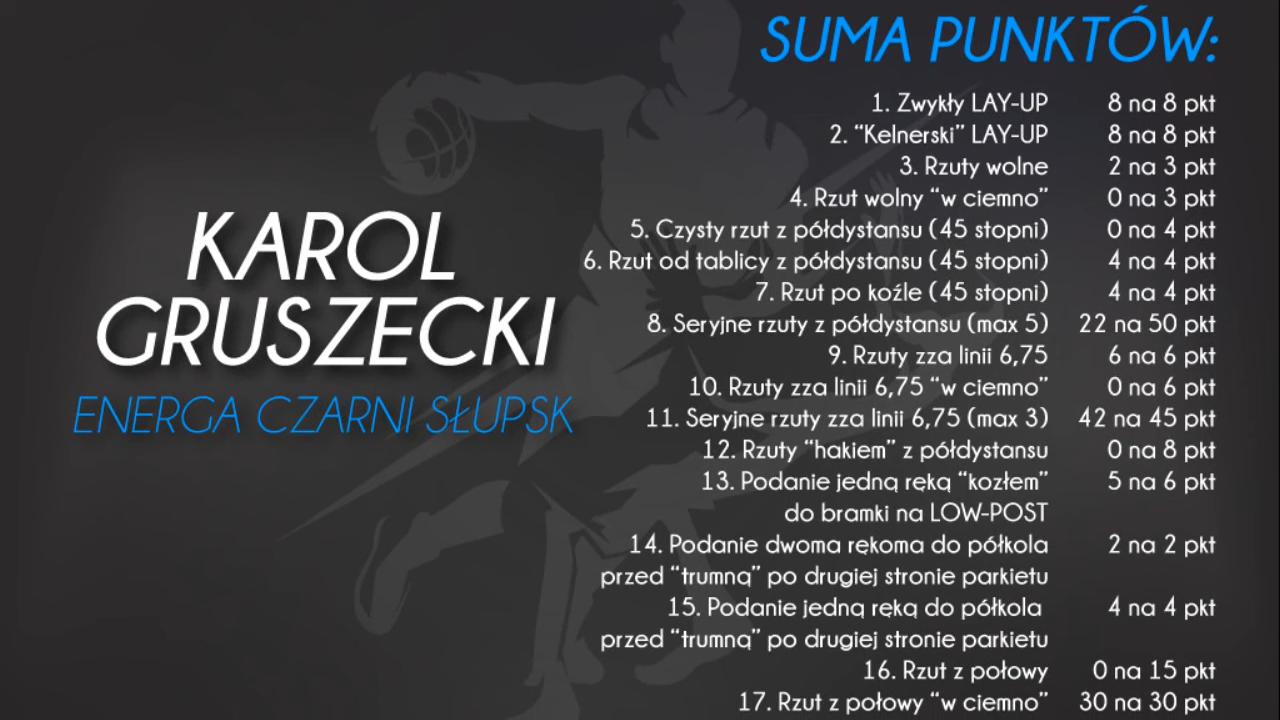 SUMA PUNKTÓW:
KAROL
GRUSZECKI
ENERGA CZARNI SŁUPSK
1. Zwykły LAY-UP 8 na 8 pkt
2. “Kelnerski” LAY-UP 8 na 8 pkt
3. Rzuty wolne 2 na 3 pkt
4. Rzut wolny “w ciemno” 0 na 3 pkt
5. Czysty rzut z półdystansu (45 stopni) 0 na 4 pkt
6. Rzut od tablicy z półdystansu (45 stopni) 4 na 4 pkt
7. Rzut po koźle (45 stopni) 4 na 4 pkt
8. Seryjne rzuty z półdystansu (max 5) 22 na 50 pkt
9. Rzuty zza linii 6,75 6 na 6 pkt
10. Rzuty zza linii 6,75 “w ciemno” 0 na 6 pkt
11. Seryjne rzuty zza linii 6,75 (max 3) 42 na 45 pkt
12. Rzuty “hakiem” z półdystansu 0 na 8 pkt
13. Podanie jedną ręką “kozłem” 5 na 6 pkt
do bramki na LOW-POST
14. Podanie dwoma rękoma do półkola 2 na 2 pkt
przed “trumną” po drugiej stronie parkietu
15. Podanie jedną ręką do półkola 4 na 4 pkt
przed “trumną” po drugiej stronie parkietu
16. Rzut z połowy 0 na 15 pkt
17. Rzut z połowy “w ciemno” 30 na 30 pkt